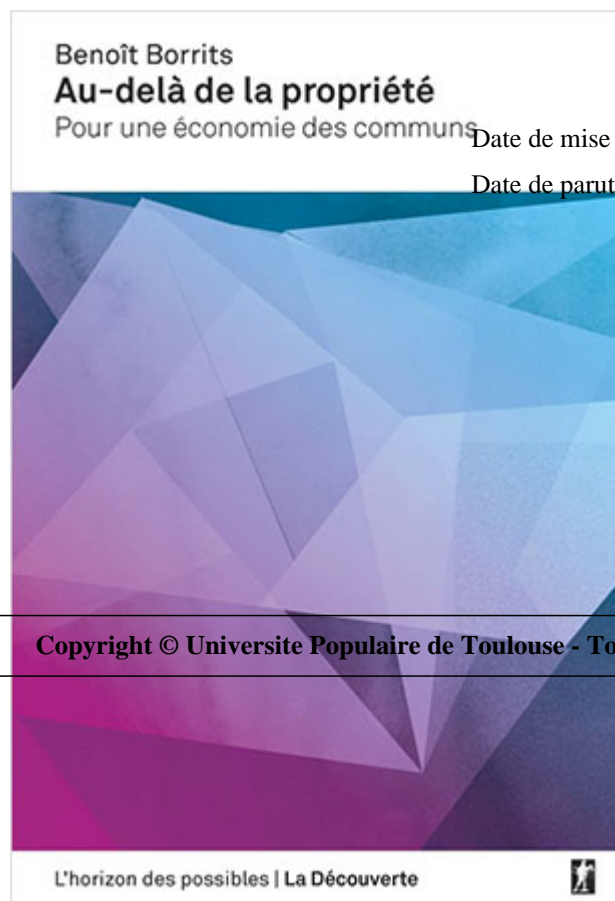 Benoît Borrits
Au-delà de la propriété
Pour une économie des communs
Date de mise
Date de parut
Copyright © Universite Populaire de Toulouse - To
L'horizon des possibles | La Découverte